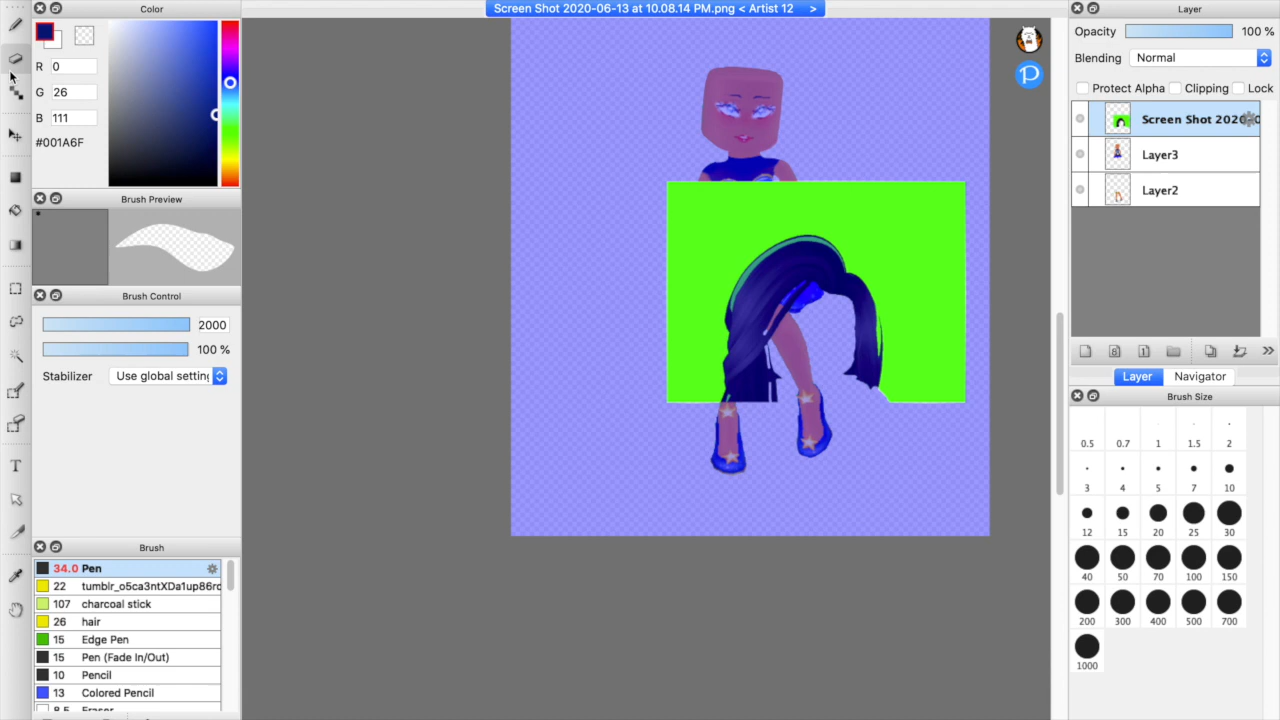 Color
Screen Shot 2020-06-13 at 10.08.14 PM.png < Artist 12 >
Layer
R 0
G 26
B 111
#001A6F
Opacity 100 %
Blending Normal
Protect Alpha Clipping Lock
Screen Shot 2020
Layer3
Layer2
Brush Preview
Brush Control
2000
100 %
Stabilizer Use global settin
Layer Navigator
Brush Size
0.5 0.7 1 1.5 2
3 4 5 7 10
12 15 20 25 30
40 50 70 100 150
200 300 400 500 700
1000
Brush
34.0 Pen
22 tumblr_o5ca3ntXDa1up86r
107 charcoal stick
26 hair
15 Edge Pen
15 Pen (Fade In/Out)
10 Pencil
13 Colored Pencil
8.5 Eraser
T
P